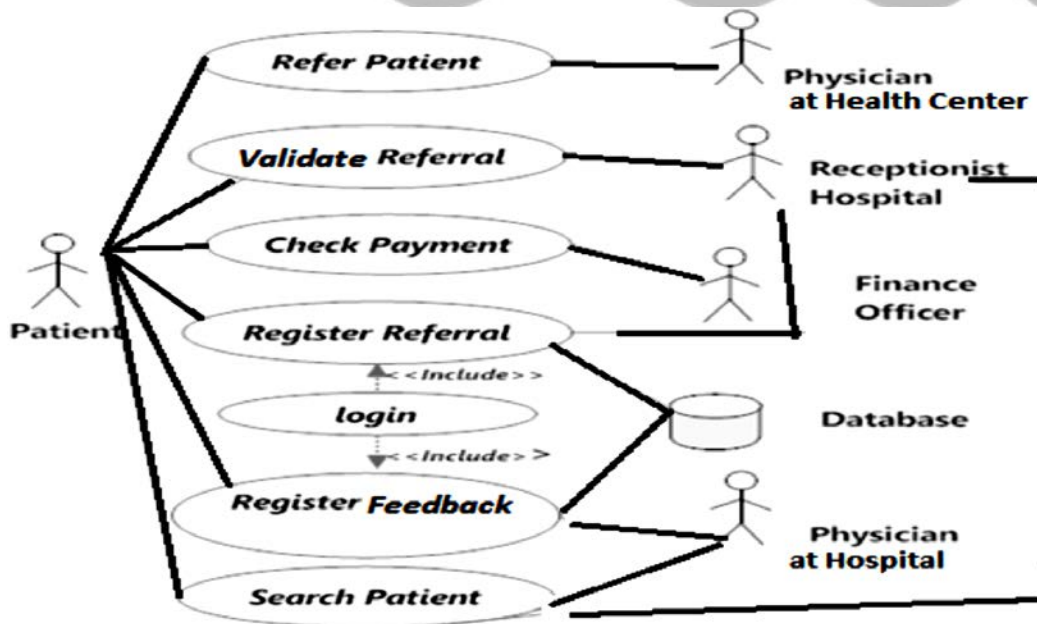 Refer Patient
Physician
at Health Center
Validate Referral
Receptionist
Hospital
Check Payment
Finance
Officer
Patient
Register Referral
< <Include> >
login
Database
< <Include> >
Register Feedback
Physician
at Hospital
Search Patient